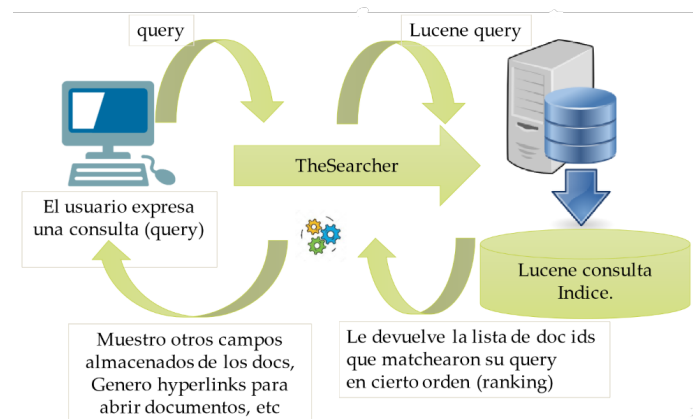 query
Lucene query
TheSearcher
El usuario expresa
una consulta (query)
Lucene consulta
Indice.
Muestro otros campos
almacenados de los docs,
Genero hyperlinks para
abrir documentos, etc
Le devuelve la lista de doc ids
que matchearon su query
en cierto orden (ranking)